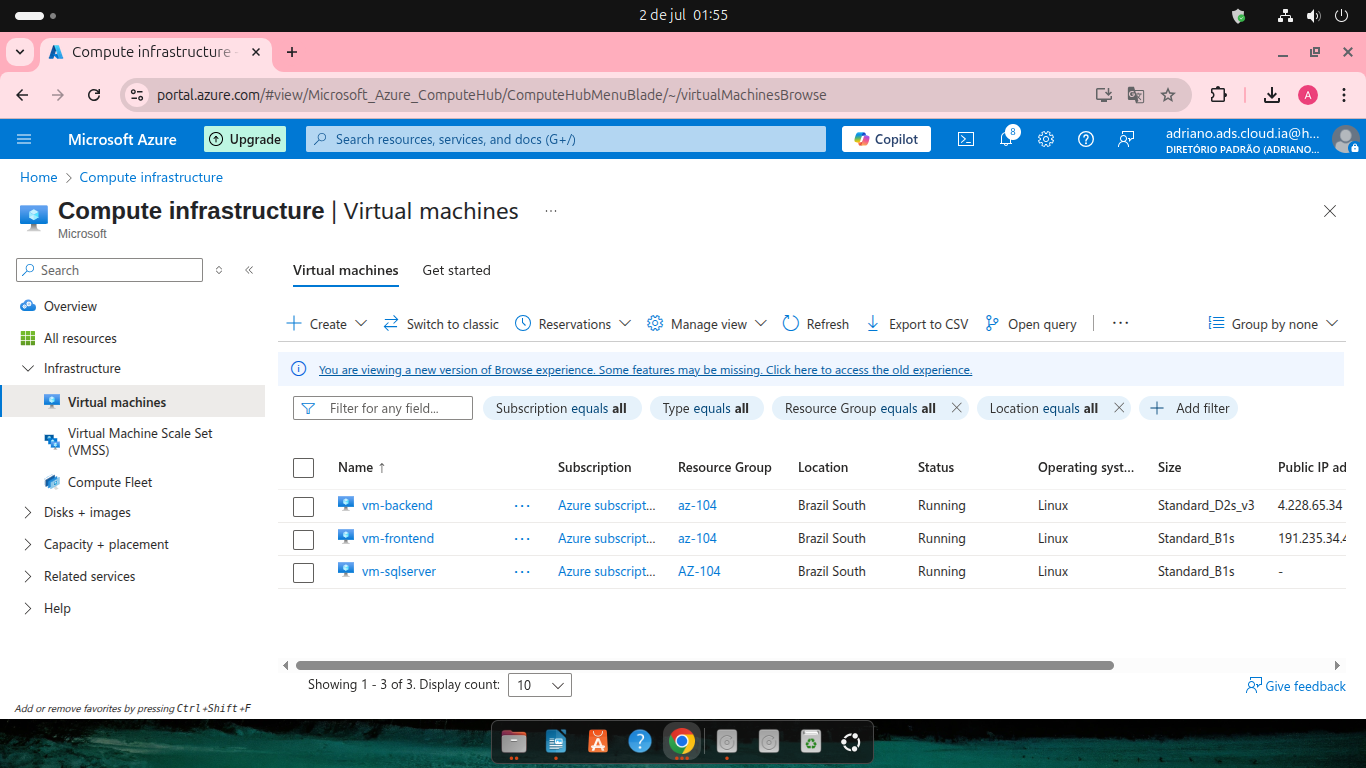 2 de jul 01:55
Compute infrastructure -
portal.azure.com/#view/Microsoft_Azure_ComputeHub/ComputeHubMenuBlade/~/virtualMachinesBrowse
A
Microsoft Azure
Upgrade
Search resources, services, and docs (G+/)
Copilot
8
adriano.ads.cloud.ia@h...
DIRETÓRIO PADRÃO (ADRIANO...
Home > Compute infrastructure
Compute infrastructure | Virtual machines ...
Microsoft
Search
Overview
All resources
Infrastructure
Virtual machines
Virtual Machine Scale Set
(VMSS)
Compute Fleet
Disks + images
Capacity + placement
Related services
Help
Add or remove favorites by pressing Ctrl+Shift+F
Virtual machines Get started
Create Switch to classic Reservations Manage view Refresh Export to CSV Open query ... Group by none
You are viewing a new version of Browse experience. Some features may be missing. Click here to access the old experience.
Filter for any field... Subscription equals all Type equals all Resource Group equals all Location equals all Add filter
Name ↑ Subscription Resource Group Location Status Operating syst... Size Public IP ad
vm-backend ... Azure subscript... az-104 Brazil South Running Linux Standard_D2s_v3 4.228.65.34
vm-frontend ... Azure subscript... az-104 Brazil South Running Linux Standard_B1s 191.235.34.4
vm-sqlserver ... Azure subscript... AZ-104 Brazil South Running Linux Standard_B1s -
Showing 1 - 3 of 3. Display count: 10
Give feedback